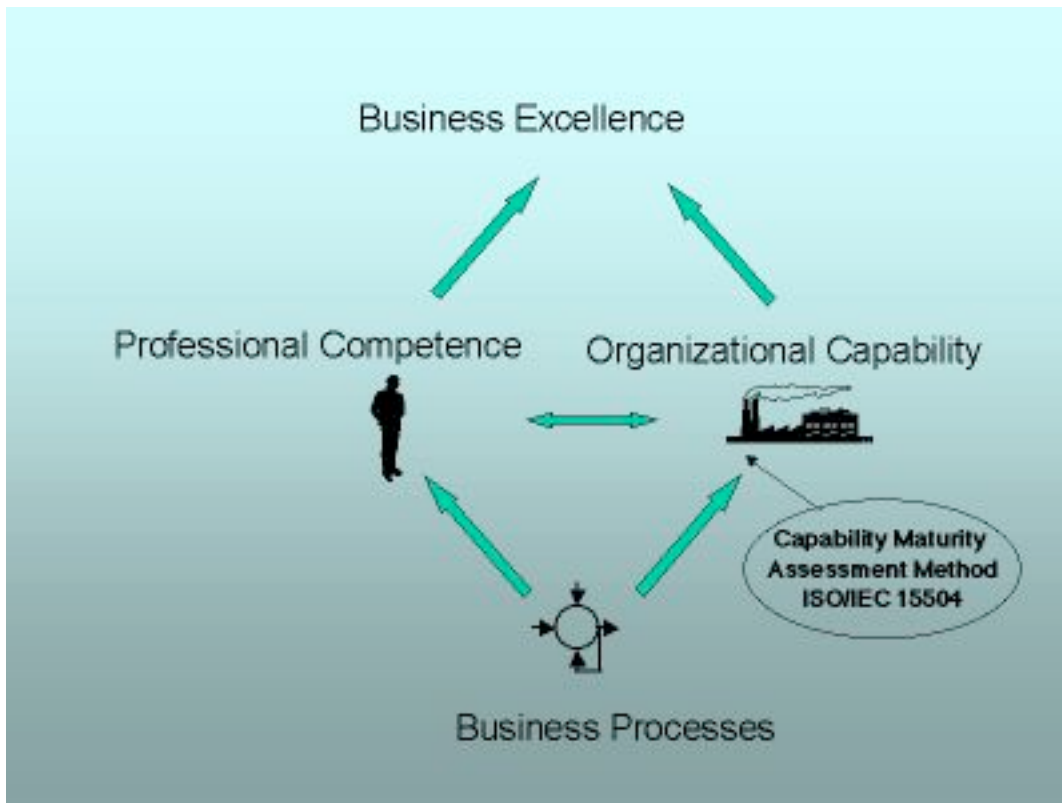 Business Excellence
Professional Competence
Organizational Capability
Capability Maturity
Assessment Method
ISO/IEC 15504
Business Processes